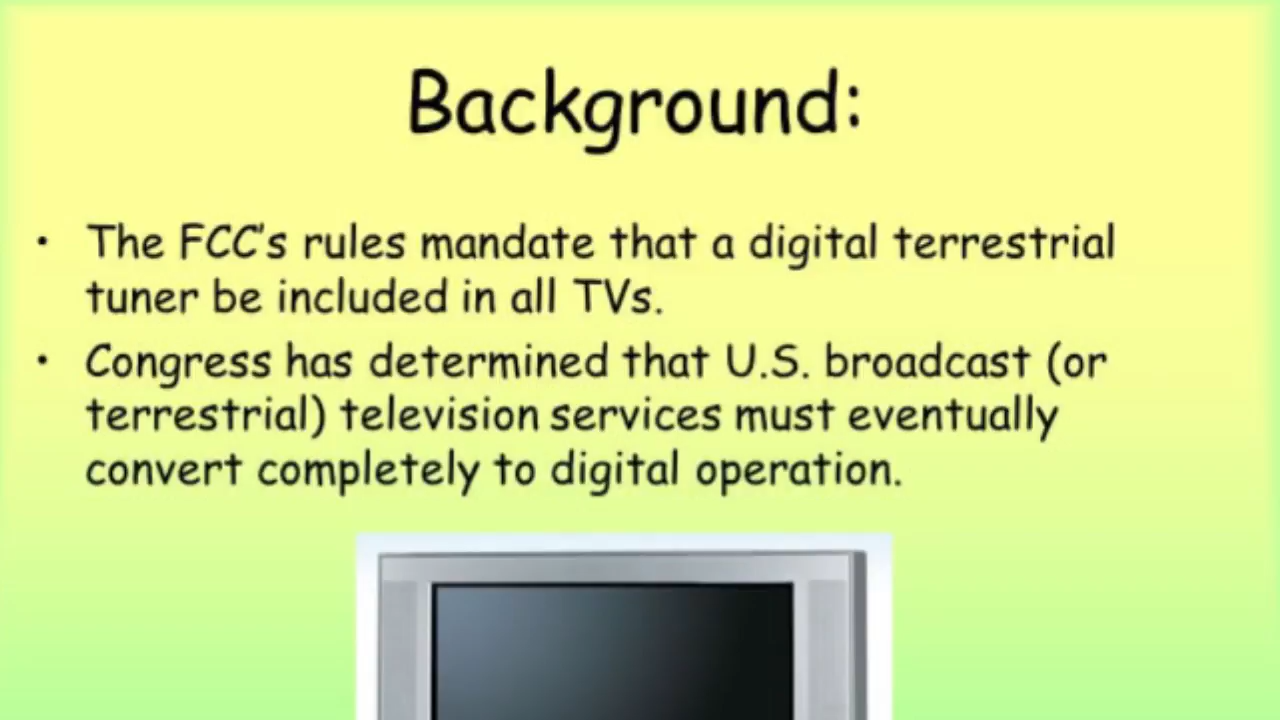 Background:
• The FCC's rules mandate that a digital terrestrial
tuner be included in all TVs.
• Congress has determined that U.S. broadcast (or
terrestrial) television services must eventually
convert completely to digital operation.